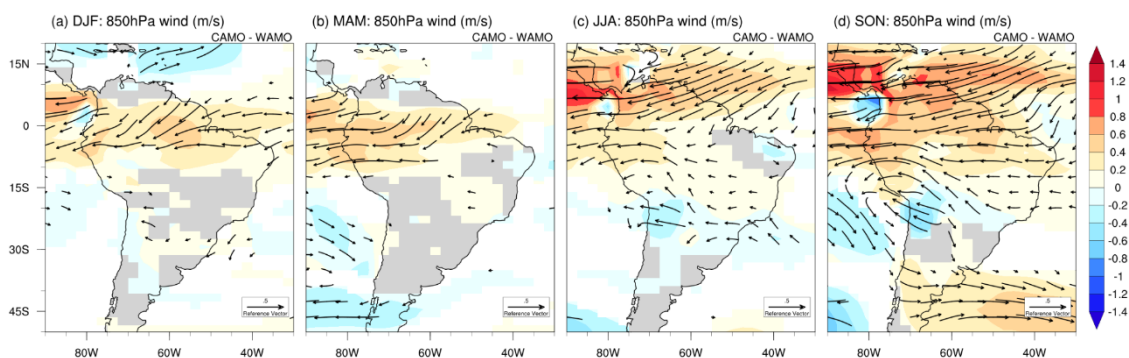 (a) DJF: 850hPa wind (m/s)
(b) MAM: 850hPa wind (m/s)
(c) JJA: 850hPa wind (m/s)
(d) SON: 850hPa wind (m/s)
CAMO - WAMO
CAMO - WAMO
CAMO - WAMO
CAMO - WAMO
15N
0
15S
30S
45S
.5
Reference Vector
.5
Reference Vector
.5
Reference Vector
.5
Reference Vector
80W 60W 40W
80W 60W 40W
80W 60W 40W
80W 60W 40W
1.4
1.2
1
0.8
0.6
0.4
0.2
0
-0.2
-0.4
-0.6
-0.8
-1
-1.2
-1.4